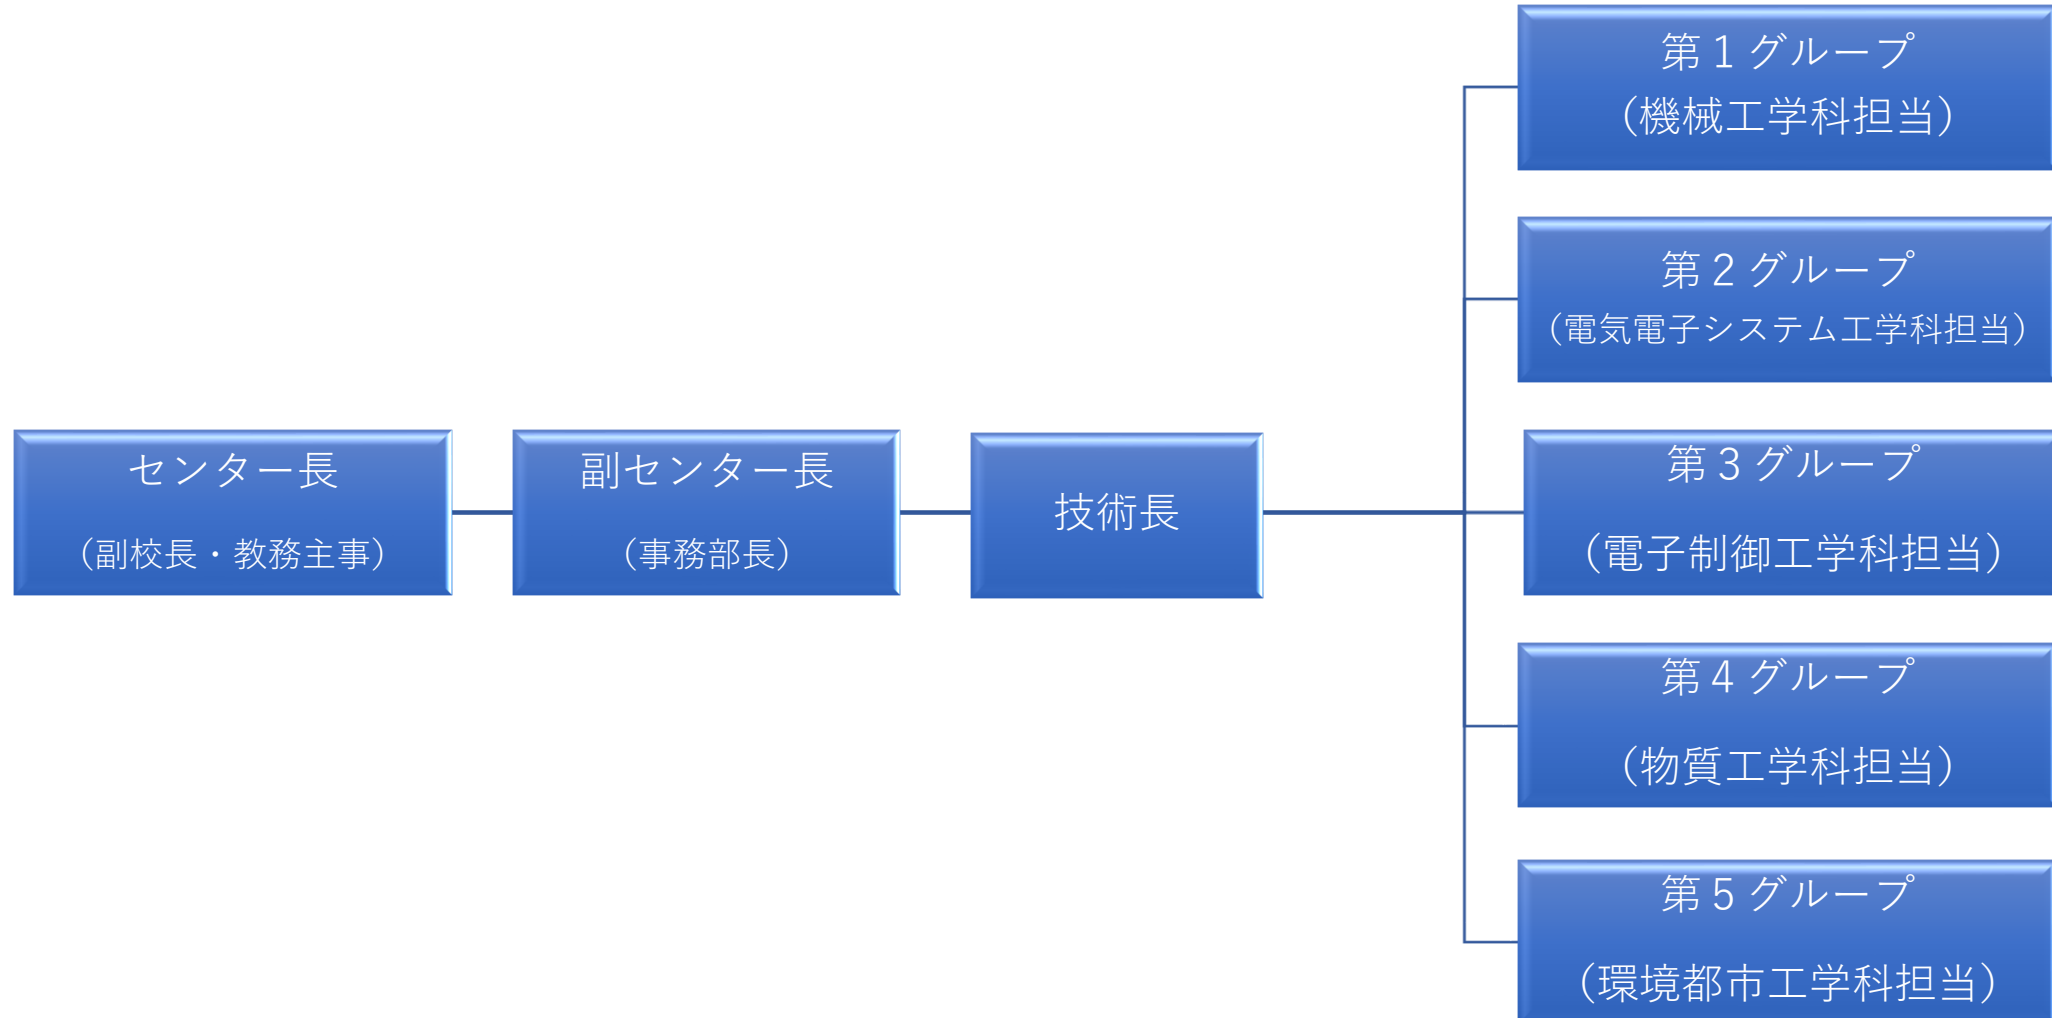 第１グループ
（機械工学科担当）
第２グループ
（電気電子システム工学科担当）
センター長
（副校長・教務主事）
副センター長
（事務部長）
技術長
第３グループ
（電子制御工学科担当）
第４グループ
（物質工学科担当）
第５グループ
（環境都市工学科担当）